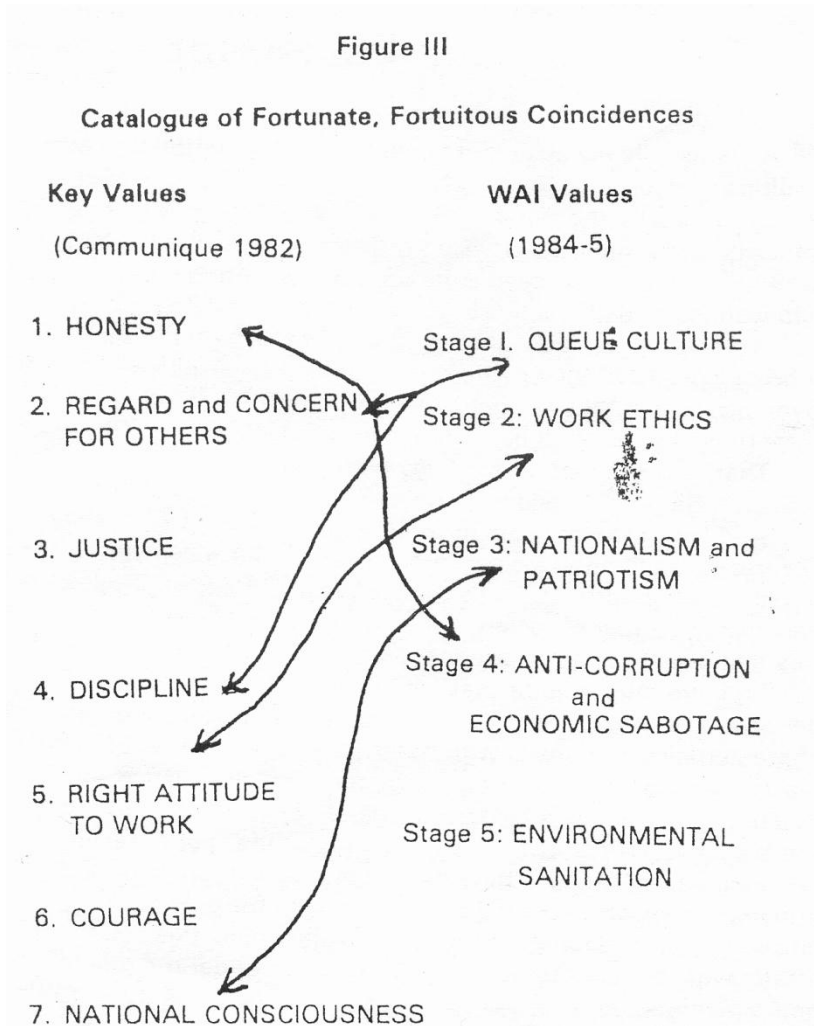 Figure III
Catalogue of Fortunate, Fortuitous Coincidences
Key Values
(Communique 1982)
1. HONESTY
2. REGARD and CONCERN
FOR OTHERS
3. JUSTICE
4. DISCIPLINE
5. RIGHT ATTITUDE
TO WORK
6. COURAGE
7. NATIONAL CONSCIOUSNESS
WAI Values
(1984-5)
Stage I. QUEUE CULTURE
Stage 2: WORK ETHICS
Stage 3: NATIONALISM and
PATRIOTISM
Stage 4: ANTI-CORRUPTION
and
ECONOMIC SABOTAGE
Stage 5: ENVIRONMENTAL
SANITATION